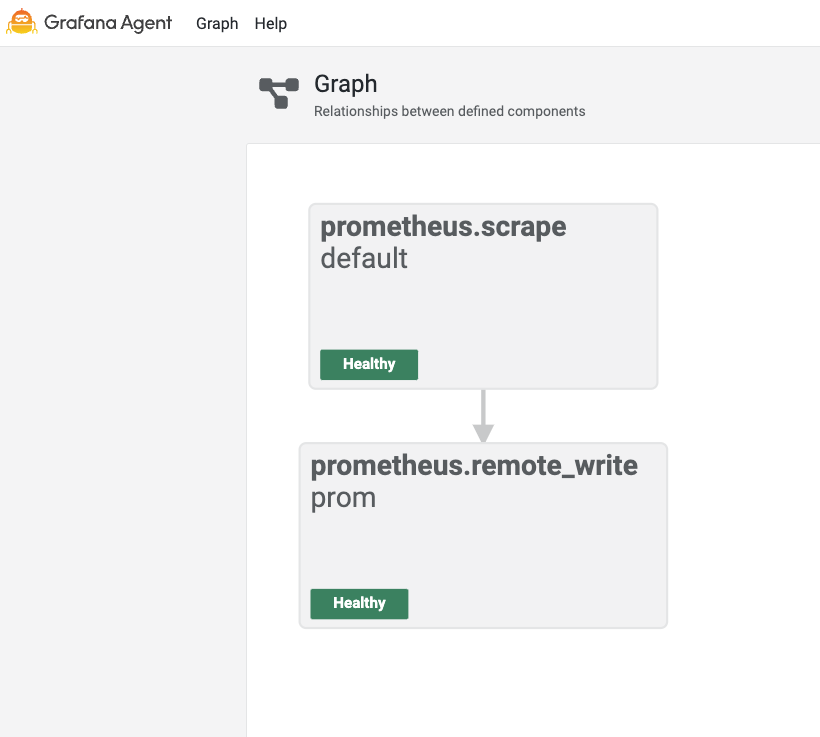 Grafana Agent Graph Help
Graph
Relationships between defined components
prometheus.scrape
default
Healthy
prometheus.remote_write
prom
Healthy